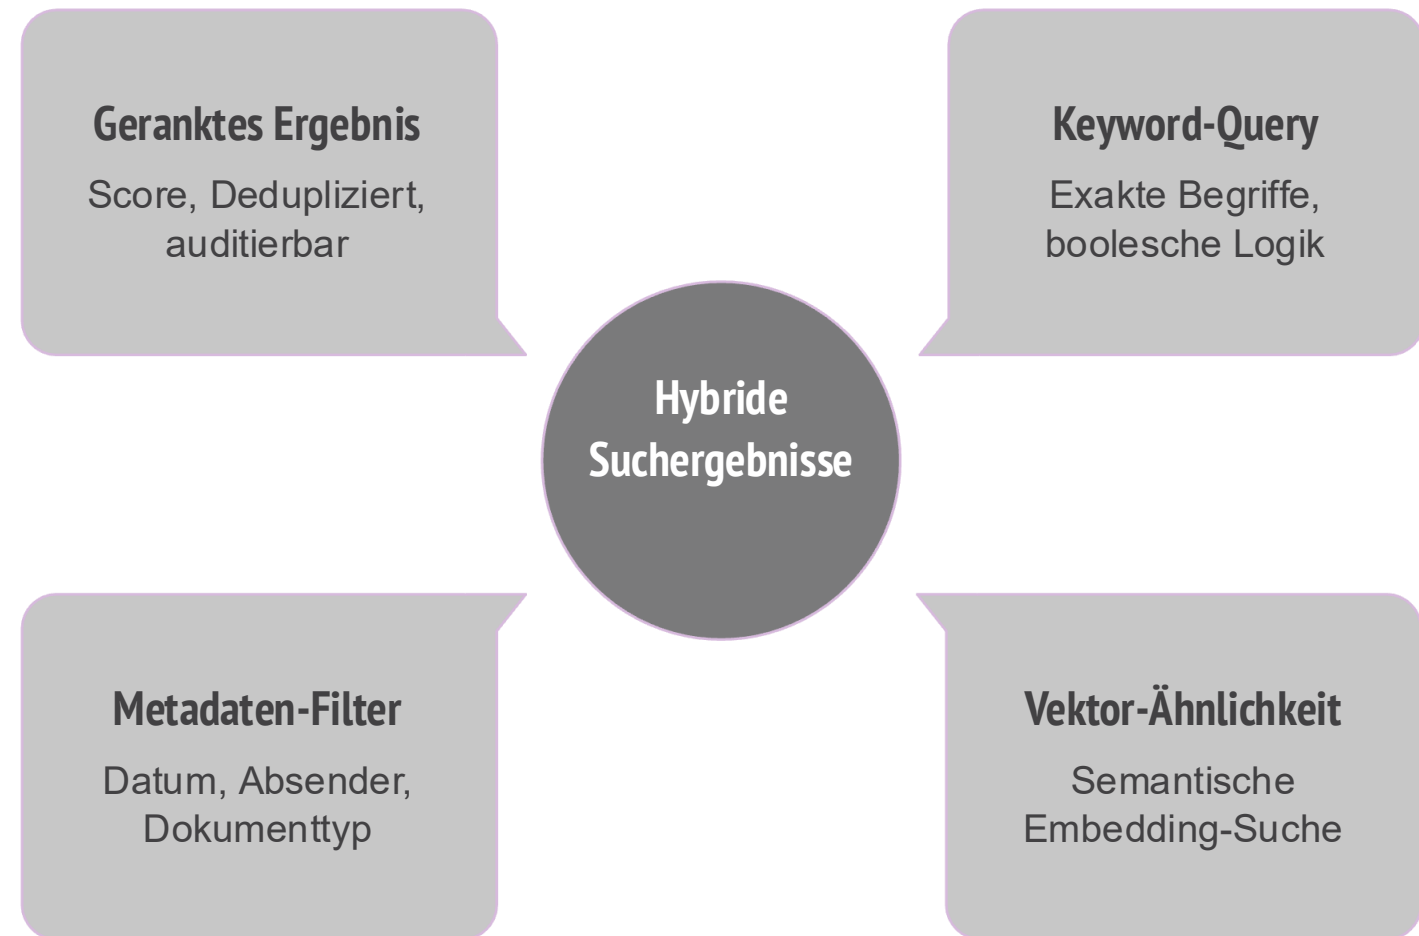 Geranktes Ergebnis
Score, Dedupliziert,
auditierbar
Keyword-Query
Exakte Begriffe,
boolesche Logik
Hybride
Suchergebnisse
Metadaten-Filter
Datum, Absender,
Dokumenttyp
Vektor-Ähnlichkeit
Semantische
Embedding-Suche